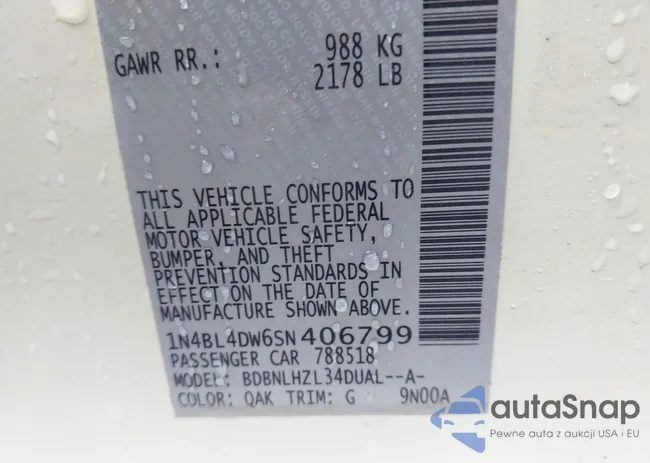 GAWR RR.: 988 KG
2178 LB
THIS VEHICLE CONFORMS TO
ALL APPLICABLE FEDERAL
MOTOR VEHICLE SAFETY,
BUMPER, AND THEFT
PREVENTION STANDARDS IN
EFFECT ON THE DATE OF
MANUFACTURE SHOWN ABOVE.
1N4BL4DW6SN406799
PASSENGER CAR 788518
MODEL: BDBNLHZL34DUAL--A-
COLOR: QAK TRIM: G 9N00A
autaSnap
Pewne auta z aukcji USA i EU